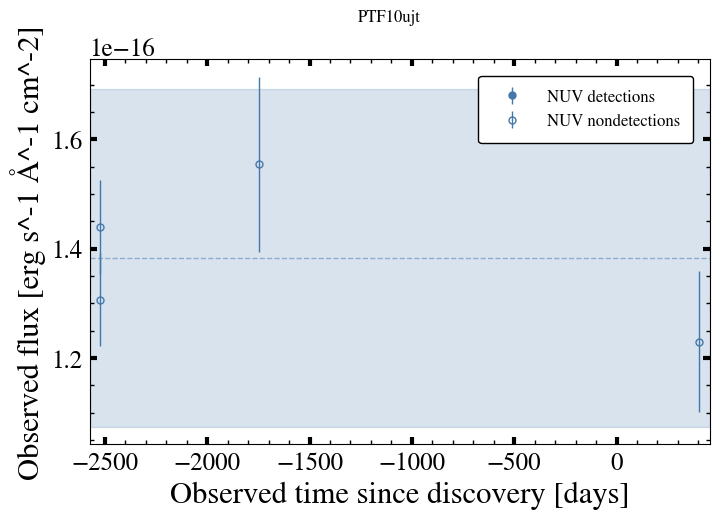 PTF10ujt
1e−16
NUV detections
NUV nondetections
1.6
1.4
1.2
Observed flux [erg s^-1 Å^-1 cm^-2]
−2500 −2000 −1500 −1000 −500 0
Observed time since discovery [days]